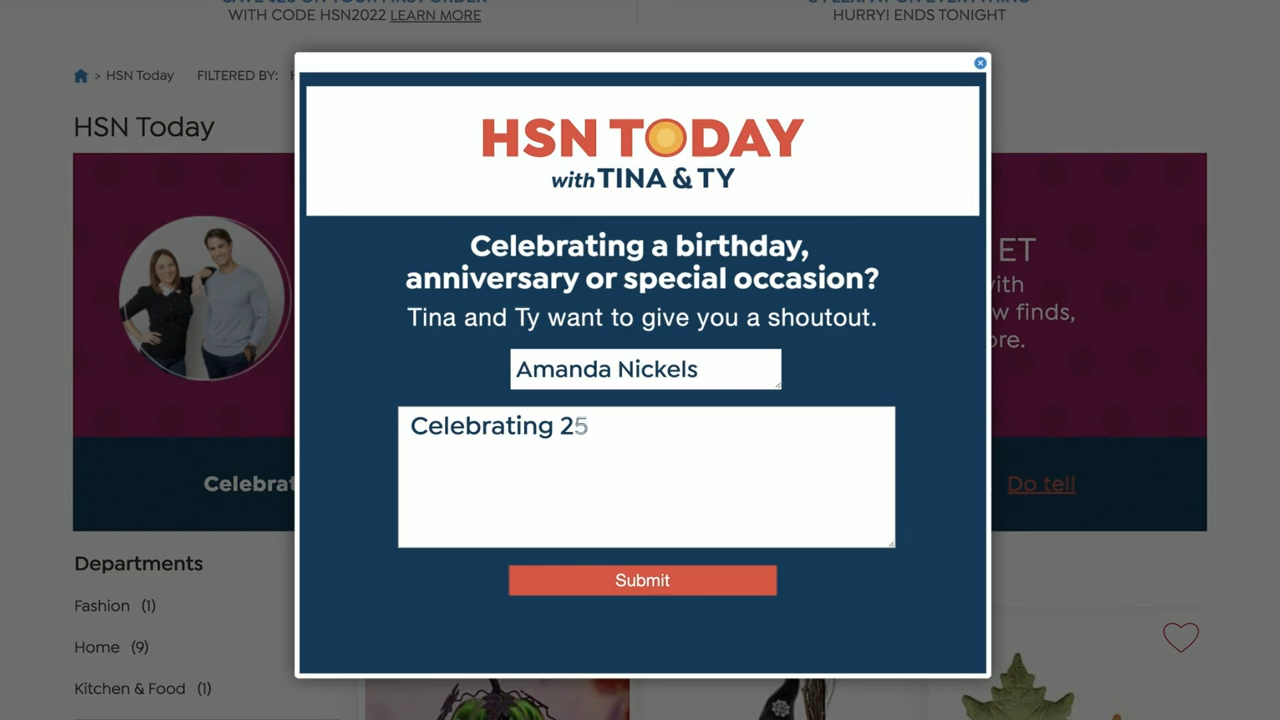 WITH CODE HSN2022 LEARN MORE
HURRY! ENDS TONIGHT
> HSN Today FILTERED BY:
HSN Today
HSN TODAY
with TINA & TY
Celebrating a birthday,
anniversary or special occasion?
Tina and Ty want to give you a shoutout.
Amanda Nickels
Celebrating 25
Submit
ET
with
w finds,
ore.
Celebrat
Do tell
Departments
Fashion (1)
Home (9)
Kitchen & Food (1)